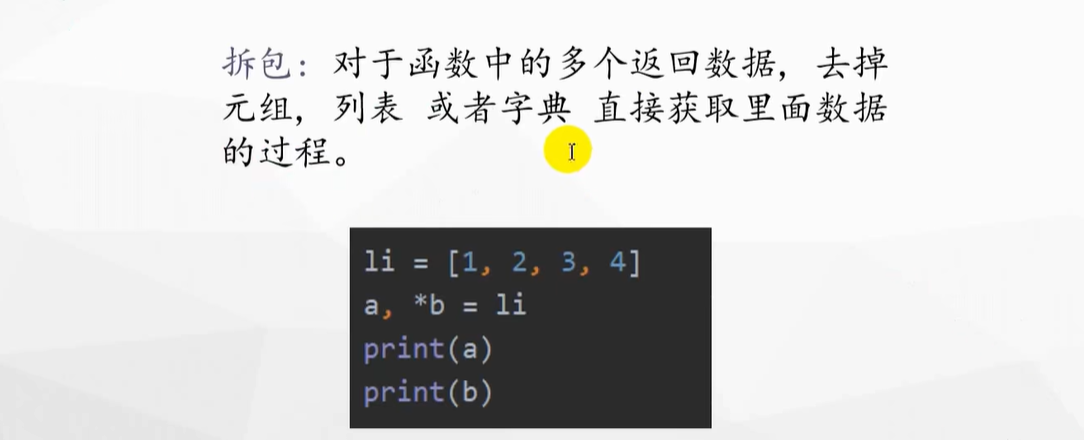 拆包：对于函数中的多个返回数据，去掉
元组，列表 或者字典 直接获取里面数据
的过程。
li = [1, 2, 3, 4]
a, *b = li
print(a)
print(b)